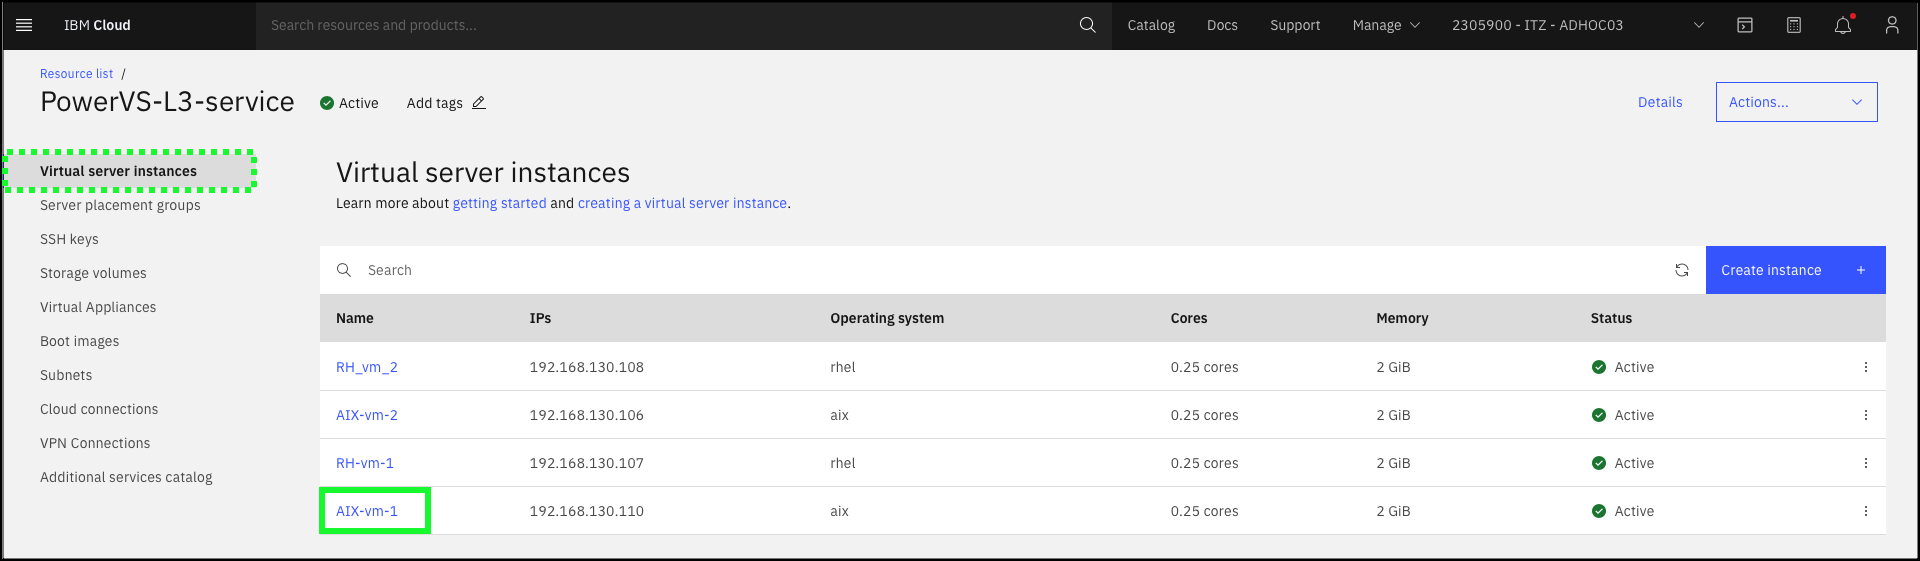 IBM Cloud
Search resources and products...
Catalog
Docs
Support
Manage
2305900 - ITZ - ADHOC03
Resource list /
PowerVS-L3-service
Active
Add tags
Details
Actions...
Virtual server instances
Server placement groups
SSH keys
Storage volumes
Virtual Appliances
Boot images
Subnets
Cloud connections
VPN Connections
Additional services catalog
Virtual server instances
Learn more about getting started and creating a virtual server instance.
Search
Create instance +
Name IPs Operating system Cores Memory Status
RH_vm_2 192.168.130.108 rhel 0.25 cores 2 GiB Active
AIX-vm-2 192.168.130.106 aix 0.25 cores 2 GiB Active
RH-vm-1 192.168.130.107 rhel 0.25 cores 2 GiB Active
AIX-vm-1 192.168.130.110 aix 0.25 cores 2 GiB Active